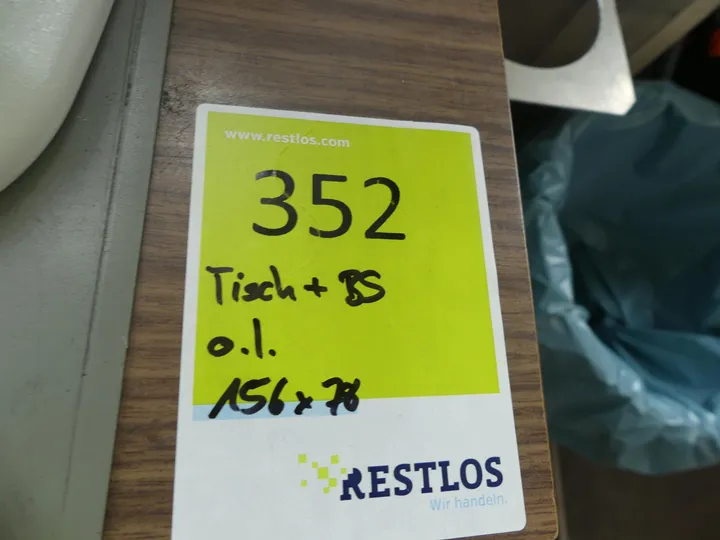 www.restlos.com
352
Tisch + BS
o.l.
156 x 78
RESTLOS
Wir handeln.